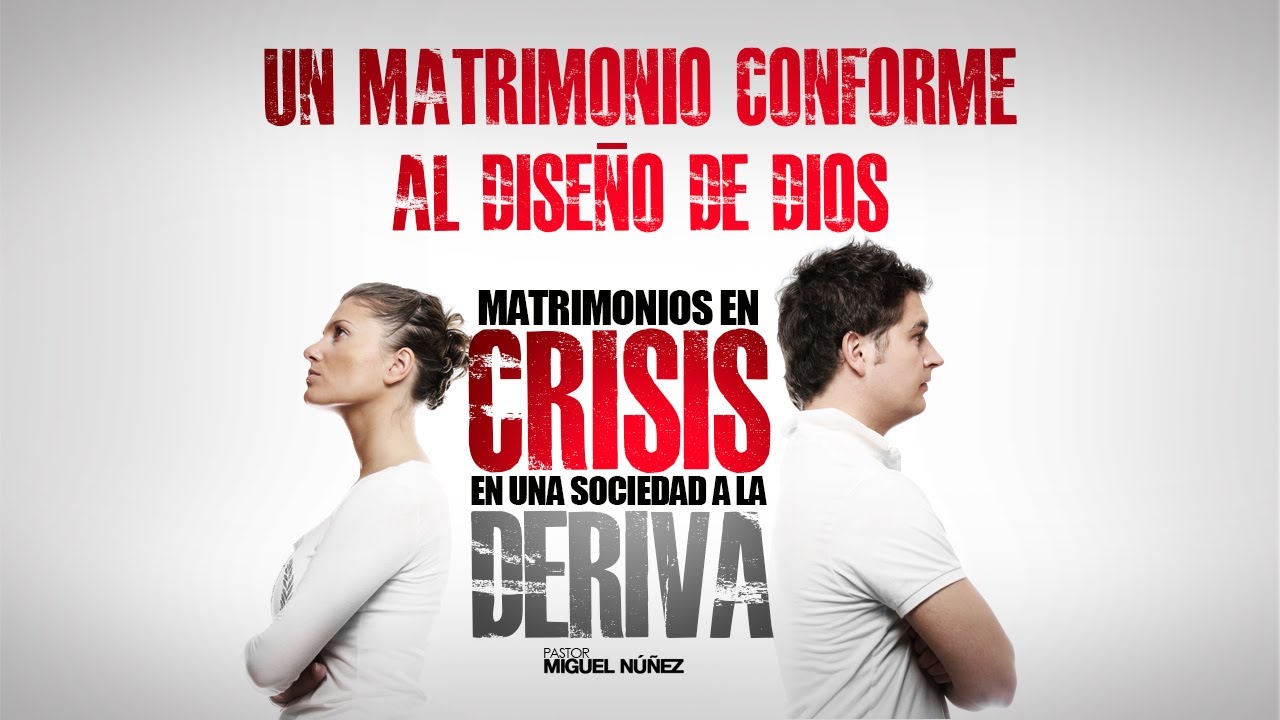 UN MATRIMONIO CONFORME
AL DISEÑO DE DIOS
MATRIMONIOS EN
CRISIS
EN UNA SOCIEDAD A LA
DERIVA
PASTOR
MIGUEL NÚÑEZ